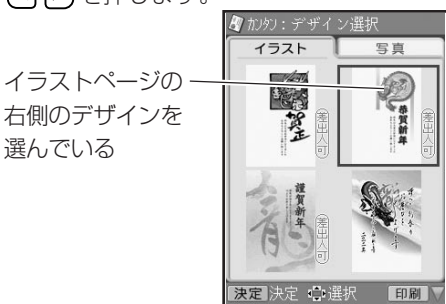 を押します。
カンタン：デザイン選択
イラスト
写真
イラストページの
右側のデザインを
選んでいる
賀正
差出人可
恭賀新年
差出人可
謹賀新年
差出人可
龍
決定 決定 選択 印刷